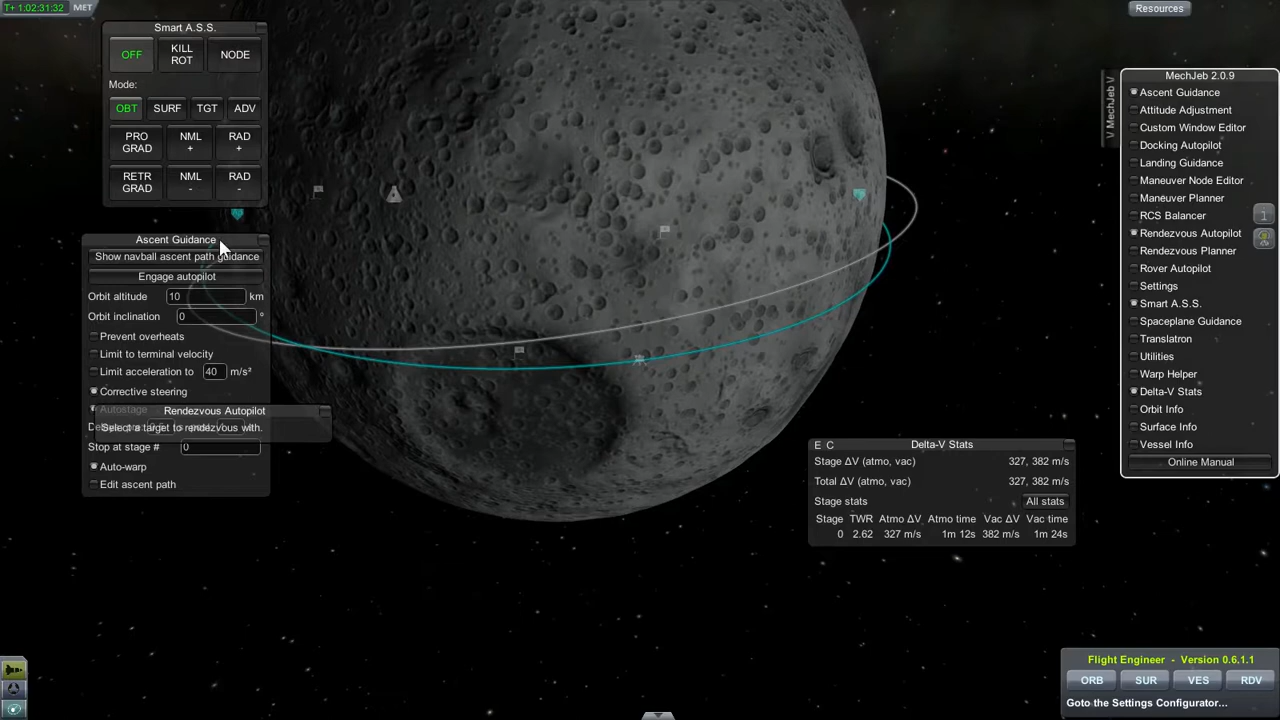 T+ 1:02:31:32 MET
Resources
Smart A.S.S.
OFF
KILL ROT
NODE
Mode:
OBT
SURF
TGT
ADV
PRO GRAD
NML +
RAD +
RETR GRAD
NML -
RAD -
Ascent Guidance
Show navball ascent path guidance
Engage autopilot
Orbit altitude 10 km
Orbit inclination 0 °
Prevent overheats
Limit to terminal velocity
Limit acceleration to 40 m/s²
Corrective steering
Autostage
Rendezvous Autopilot
Select a target to rendezvous with.
Stop at stage # 0
Auto-warp
Edit ascent path
E C Delta-V Stats
Stage ΔV (atmo, vac) 327, 382 m/s
Total ΔV (atmo, vac) 327, 382 m/s
Stage stats All stats
Stage TWR Atmo ΔV Atmo time Vac ΔV Vac time
0 2.62 327 m/s 1m 12s 382 m/s 1m 24s
V MechJeb V
MechJeb 2.0.9
Ascent Guidance
Attitude Adjustment
Custom Window Editor
Docking Autopilot
Landing Guidance
Maneuver Node Editor
Maneuver Planner
RCS Balancer
1
Rendezvous Autopilot
Rendezvous Planner
Rover Autopilot
Settings
Smart A.S.S.
Spaceplane Guidance
Translatron
Utilities
Warp Helper
Delta-V Stats
Orbit Info
Surface Info
Vessel Info
Online Manual
Flight Engineer - Version 0.6.1.1
ORB SUR VES RDV
Goto the Settings Configurator...